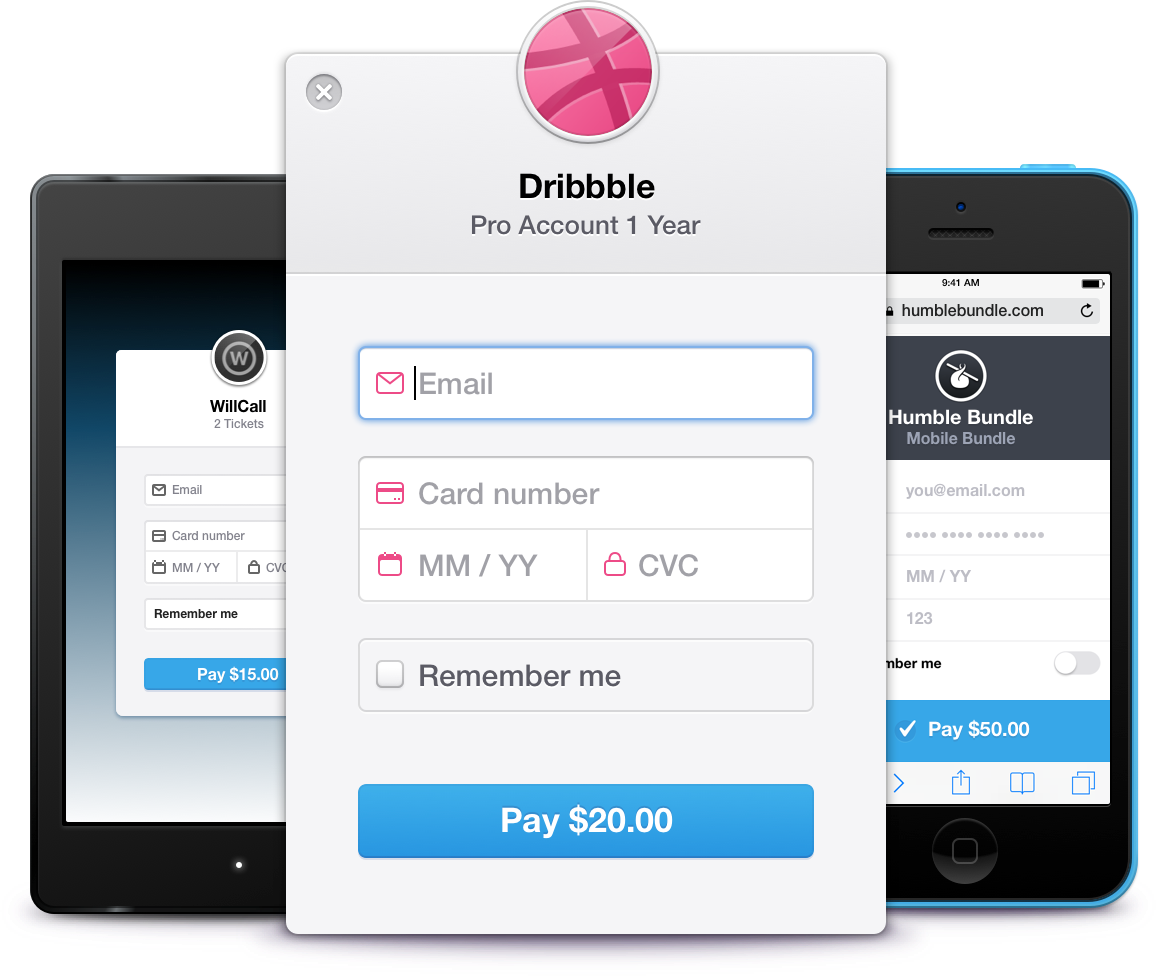 Dribbble
Pro Account 1 Year
Email
Card number
MM / YY
CVC
Remember me
Pay $20.00
W
WillCall
2 Tickets
Email
Card number
MM / YY
CVC
Remember me
Pay $15.00
9:41 AM
humblebundle.com
Humble Bundle
Mobile Bundle
you@email.com
MM / YY
123
mber me
Pay $50.00